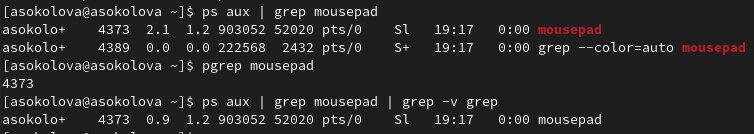 [asokolova@asokolova ~]$ ps aux | grep mousepad
asokolo+    4373  2.1  1.2 903052 52020 pts/0    Sl   19:17   0:00 mousepad
asokolo+    4389  0.0  0.0 222568  2432 pts/0    S+   19:17   0:00 grep --color=auto mousepad
[asokolova@asokolova ~]$ pgrep mousepad
4373
[asokolova@asokolova ~]$ ps aux | grep mousepad | grep -v grep
asokolo+    4373  0.9  1.2 903052 52020 pts/0    Sl   19:17   0:00 mousepad